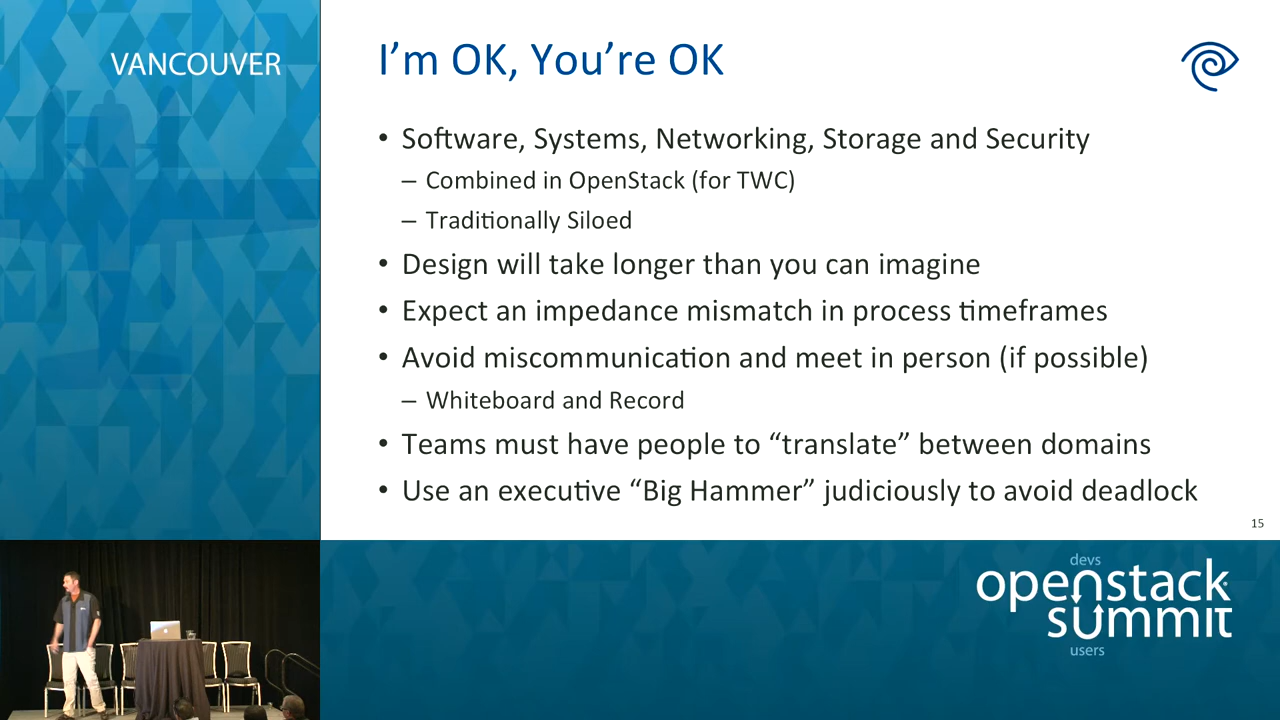 VANCOUVER
I’m OK, You’re OK
• Software, Systems, Networking, Storage and Security
– Combined in OpenStack (for TWC)
– Traditionally Siloed
• Design will take longer than you can imagine
• Expect an impedance mismatch in process timeframes
• Avoid miscommunication and meet in person (if possible)
– Whiteboard and Record
• Teams must have people to “translate” between domains
• Use an executive “Big Hammer” judiciously to avoid deadlock
15
devs
openstack
summit
users